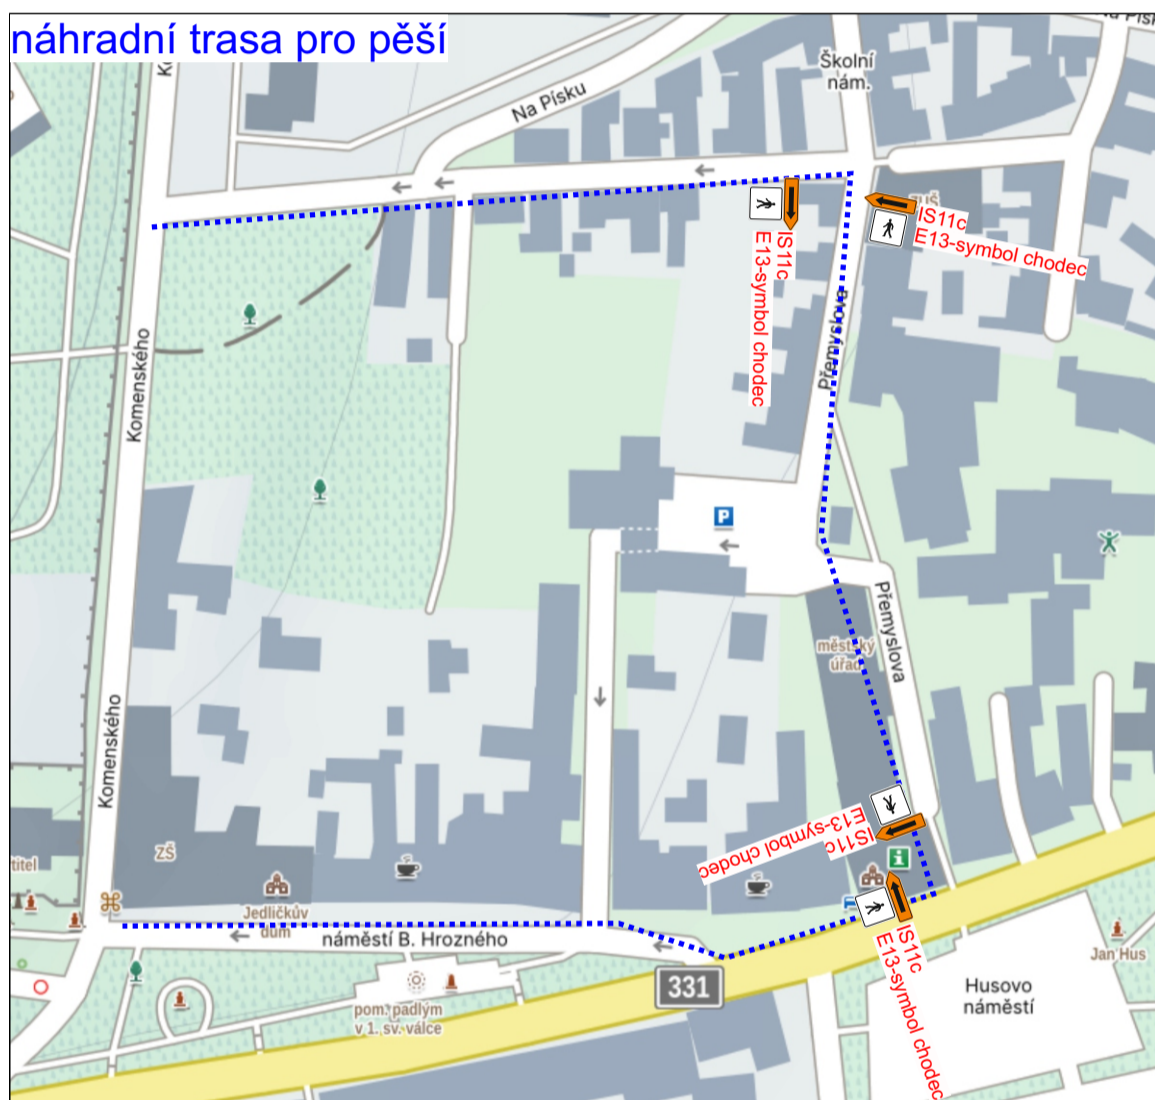 náhradní trasa pro pěší
Na Písku
Školní
nám.
ZUŠ
IS11c
E13-symbol chodec
IS11c
E13-symbol chodec
Přemyslova
Komenského
P
Přemyslova
městský
úřad
Komenského
IS11c
E13-symbol chodec
ZŠ
titel
Jedličkův
dům
náměstí B. Hrozného
IS11c
E13-symbol chodec
331
Jan Hus
Husovo
náměstí
pom. padlým
v 1. sv. válce